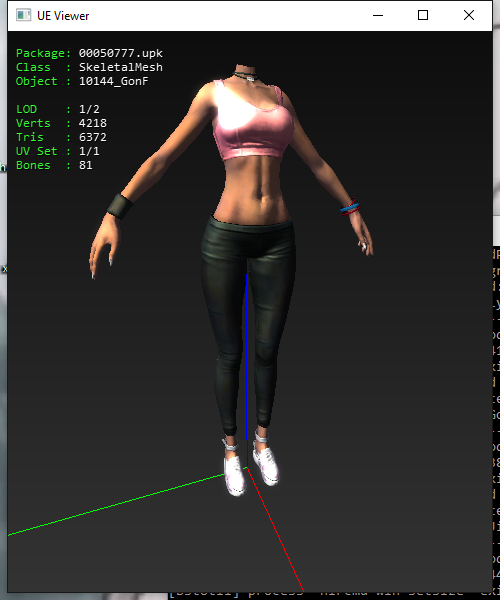 UE Viewer
Package: 00050777.upk
Class : SkeletalMesh
Object : 10144_GonF
LOD : 1/2
Verts : 4218
Tris : 6372
UV Set : 1/1
Bones : 81